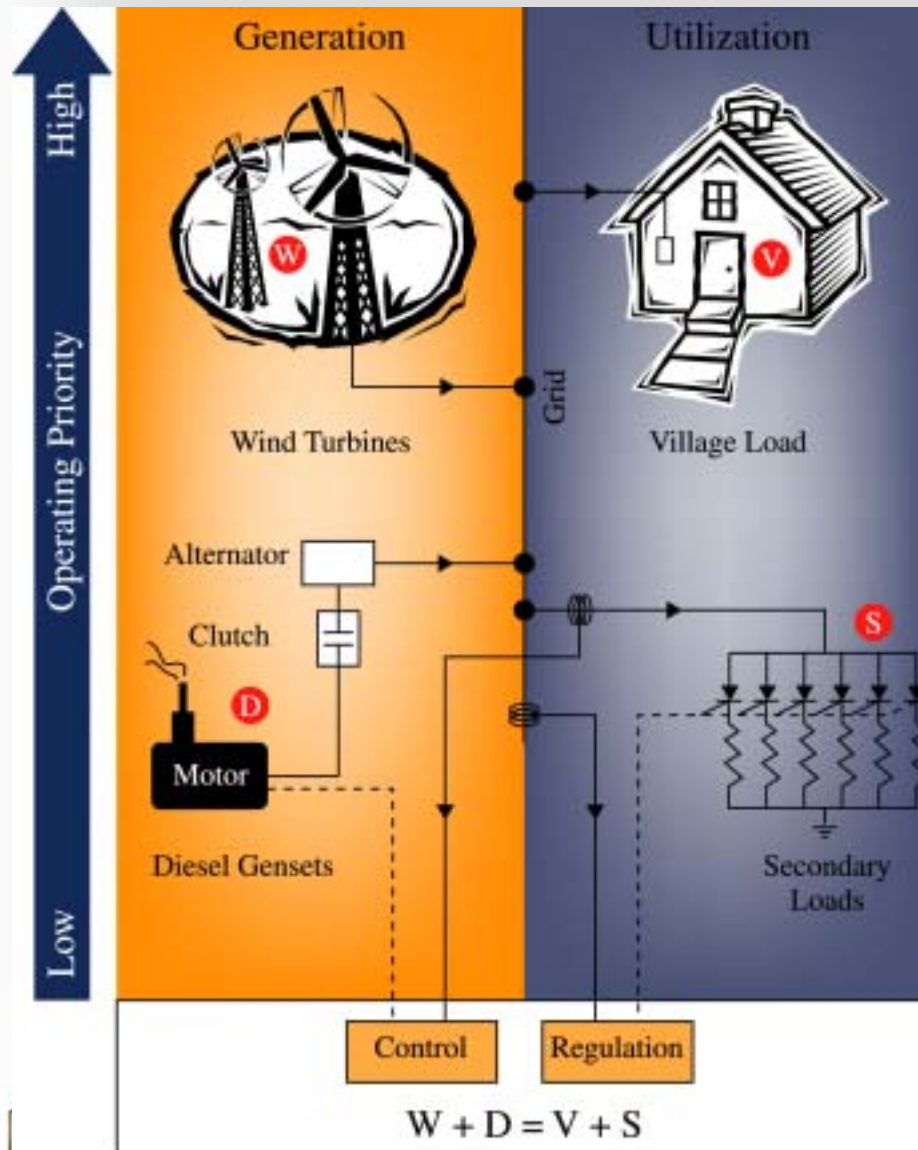 Generation
Utilization
High
Operating Priority
Low
W
V
Grid
Wind Turbines
Village Load
Alternator
Clutch
S
D
Motor
Diesel Gensets
Secondary
Loads
Control
Regulation
W + D = V + S